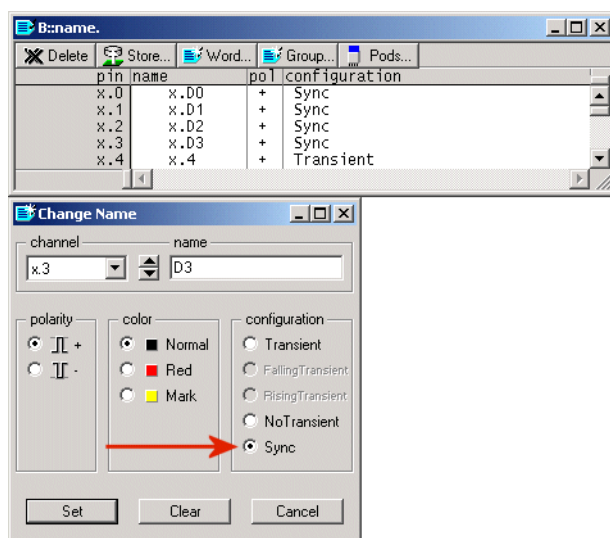 B::name.
Delete Store... Word... Group... Pods...
pin name pol configuration
x.0 x.D0 + Sync
x.1 x.D1 + Sync
x.2 x.D2 + Sync
x.3 x.D3 + Sync
x.4 x.4 + Transient
Change Name
channel name
x.3 D3
polarity color configuration
+ Normal Transient
- Red FallingTransient
Mark RisingTransient
NoTransient
Sync
Set Clear Cancel